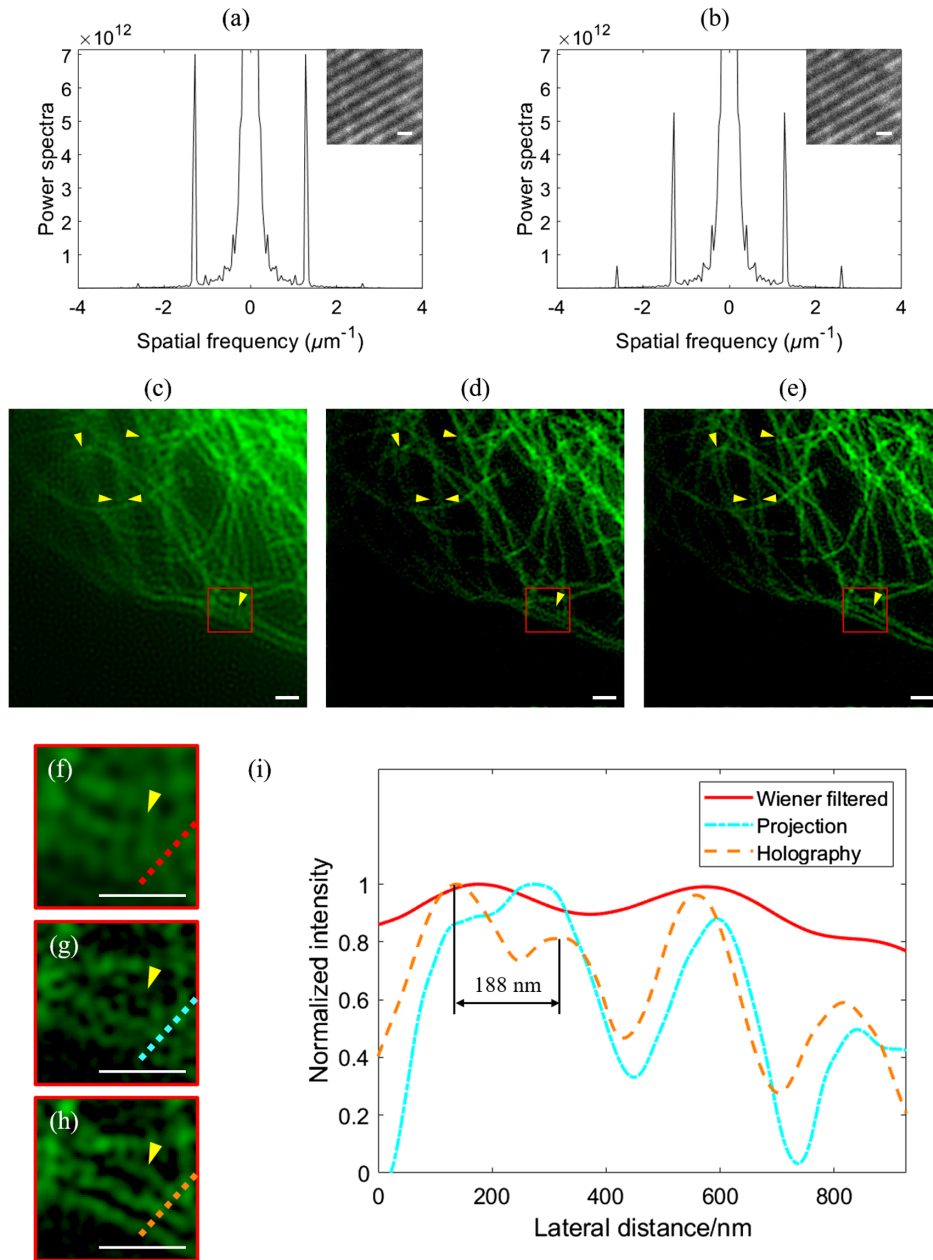 (a)
×10¹²
7
6
5
4
3
2
1
Power spectra
-4 -2 0 2 4
Spatial frequency (µm⁻¹)
(b)
×10¹²
7
6
5
4
3
2
1
Power spectra
-4 -2 0 2 4
Spatial frequency (µm⁻¹)
(c) (d) (e)
(f)
(g)
(h)
(i)
Wiener filtered
Projection
Holography
1
0.8
0.6
0.4
0.2
0
Normalized intensity
188 nm
0 200 400 600 800
Lateral distance/nm